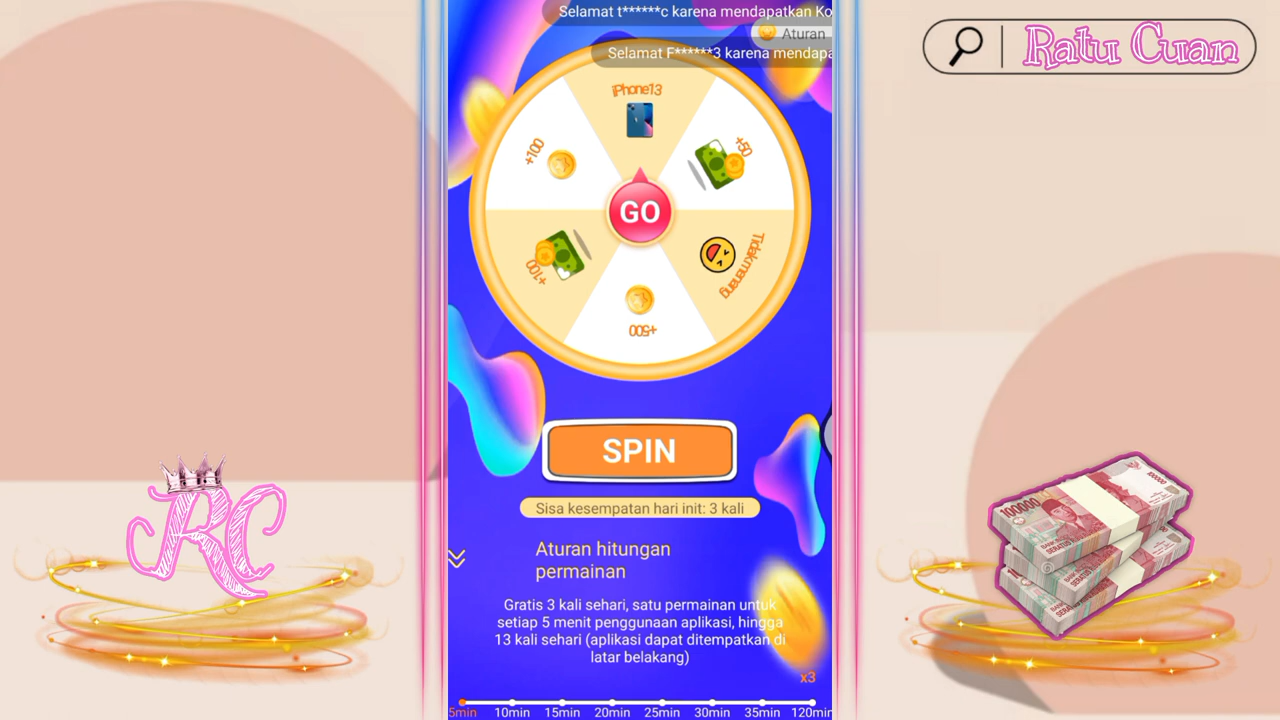 Selamat t******c karena mendapatkan Ko
Aturan
Selamat F******3 karena mendapa
Ratu Cuan
iPhone13
+100
+50
GO
+100
Tidak menang
+500
SPIN
Sisa kesempatan hari init: 3 kali
Aturan hitungan
permainan
Gratis 3 kali sehari, satu permainan untuk
setiap 5 menit penggunaan aplikasi, hingga
13 kali sehari (aplikasi dapat ditempatkan di
latar belakang)
x3
5min 10min 15min 20min 25min 30min 35min 120min
RC
100000
100000